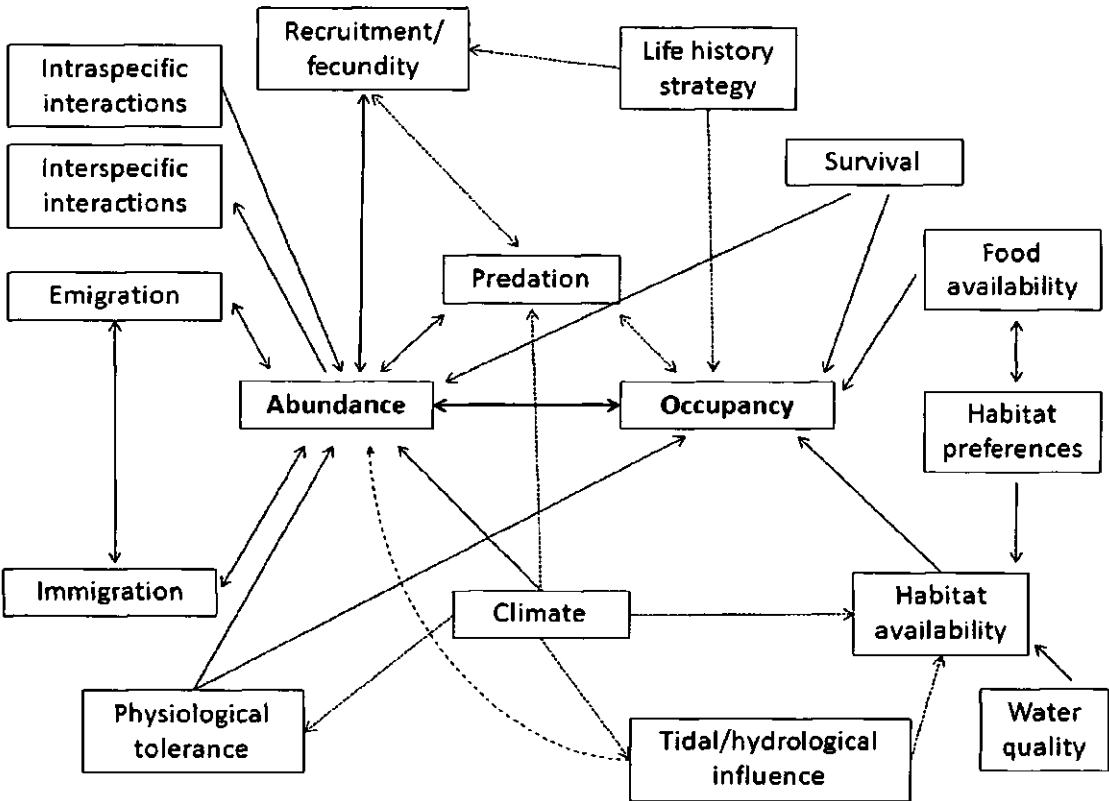 Recruitment/
fecundity
Life history
strategy
Intraspecific
interactions
Interspecific
interactions
Survival
Food
availability
Predation
Emigration
Abundance
Occupancy
Habitat
preferences
Immigration
Climate
Habitat
availability
Physiological
tolerance
Tidal/hydrological
influence
Water
quality